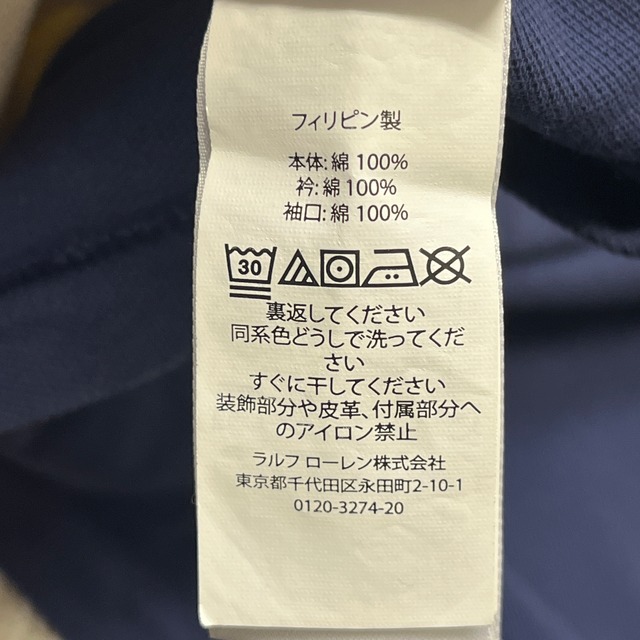 フィリピン製
本体: 綿 100%
衿: 綿 100%
袖口: 綿 100%
30
裏返してください
同系色どうしで洗ってくだ
さい
すぐに干してください
装飾部分や皮革、付属部分へ
のアイロン禁止
ラルフ ローレン株式会社
東京都千代田区永田町2-10-1
0120-3274-20